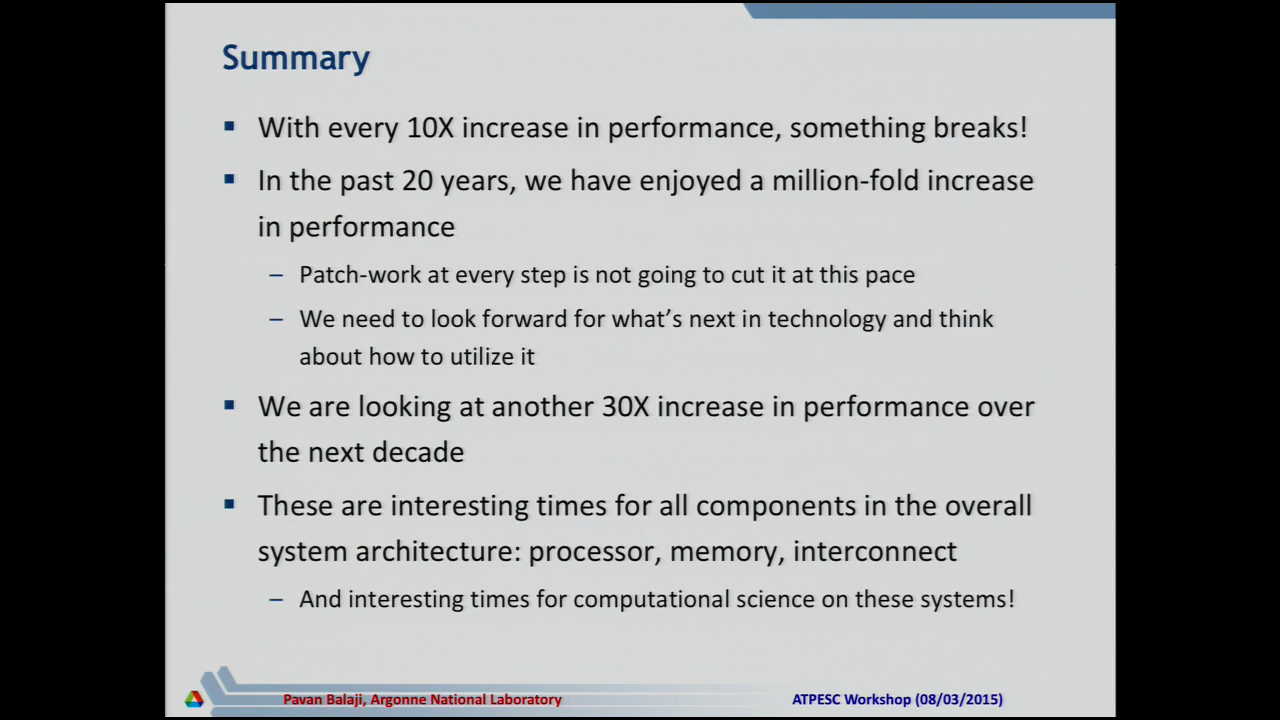 Summary
With every 10X increase in performance, something breaks!
In the past 20 years, we have enjoyed a million-fold increase
in performance
– Patch-work at every step is not going to cut it at this pace
– We need to look forward for what's next in technology and think
about how to utilize it
We are looking at another 30X increase in performance over
the next decade
These are interesting times for all components in the overall
system architecture: processor, memory, interconnect
– And interesting times for computational science on these systems!
Pavan Balaji, Argonne National Laboratory
ATPESC Workshop (08/03/2015)